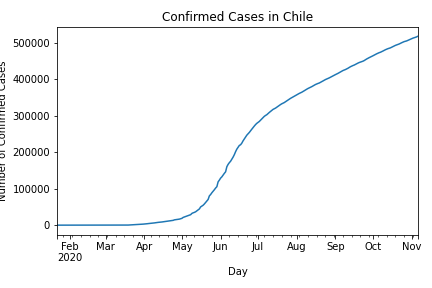 Confirmed Cases in Chile
Number of Confirmed Cases
500000
400000
300000
200000
100000
0
Feb Mar Apr May Jun Jul Aug Sep Oct Nov
2020
Day